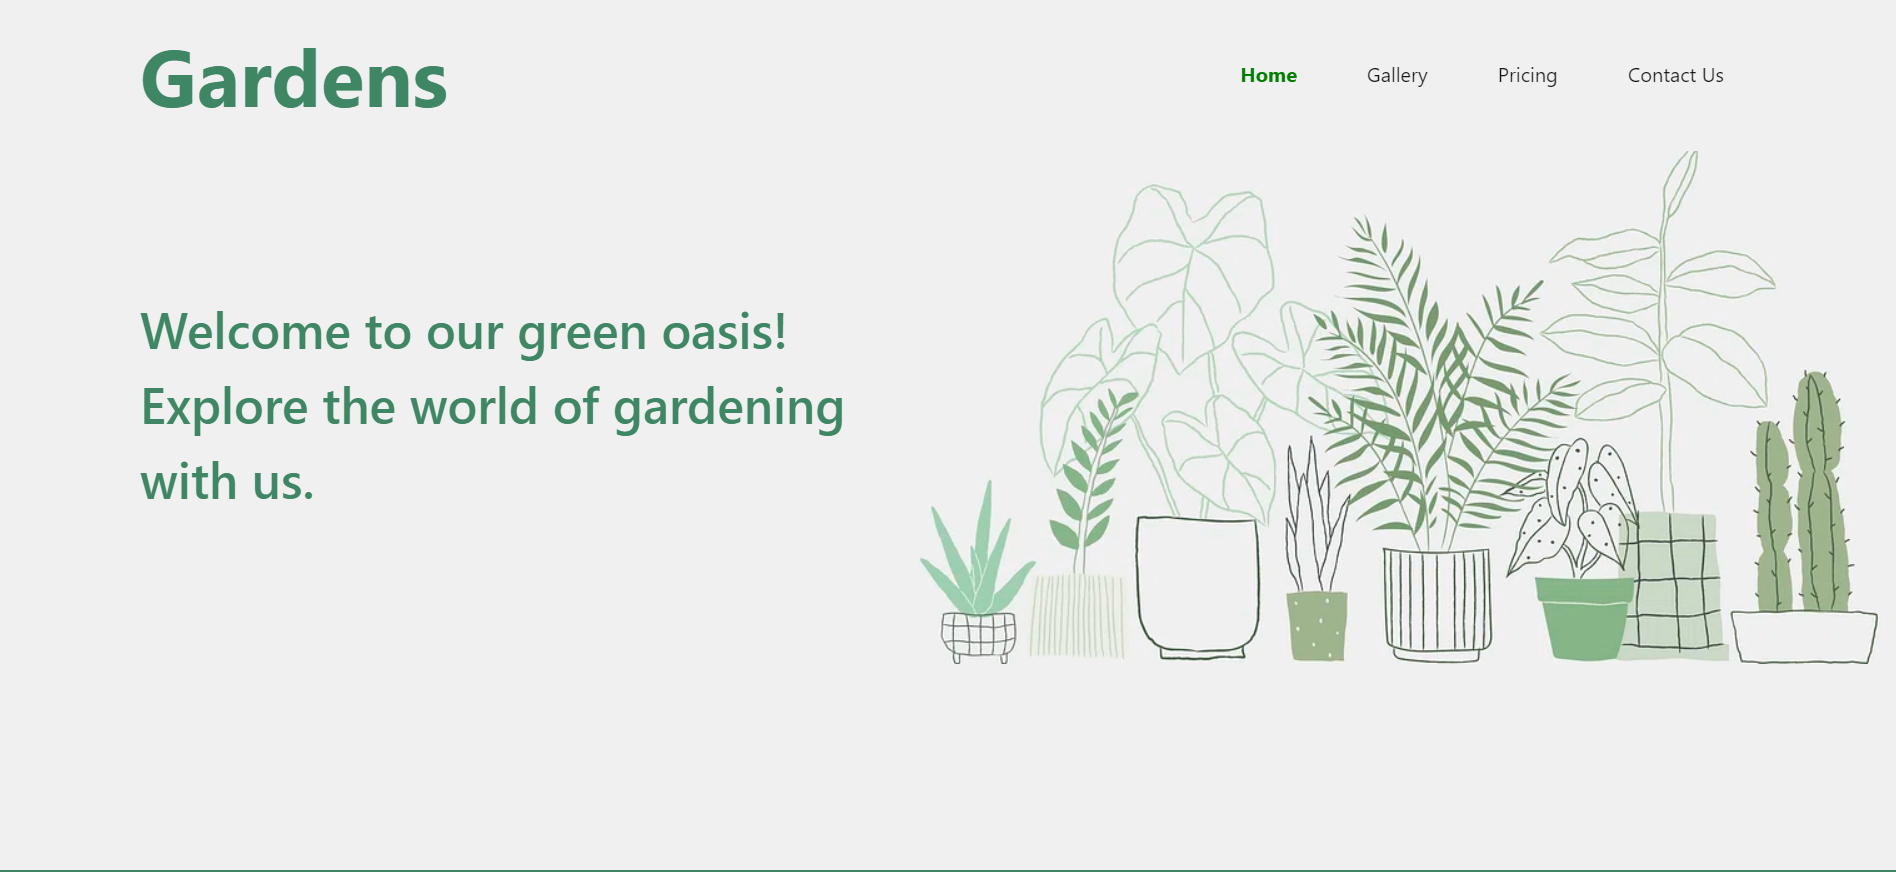 Gardens
Home Gallery Pricing Contact Us
Welcome to our green oasis!
Explore the world of gardening
with us.